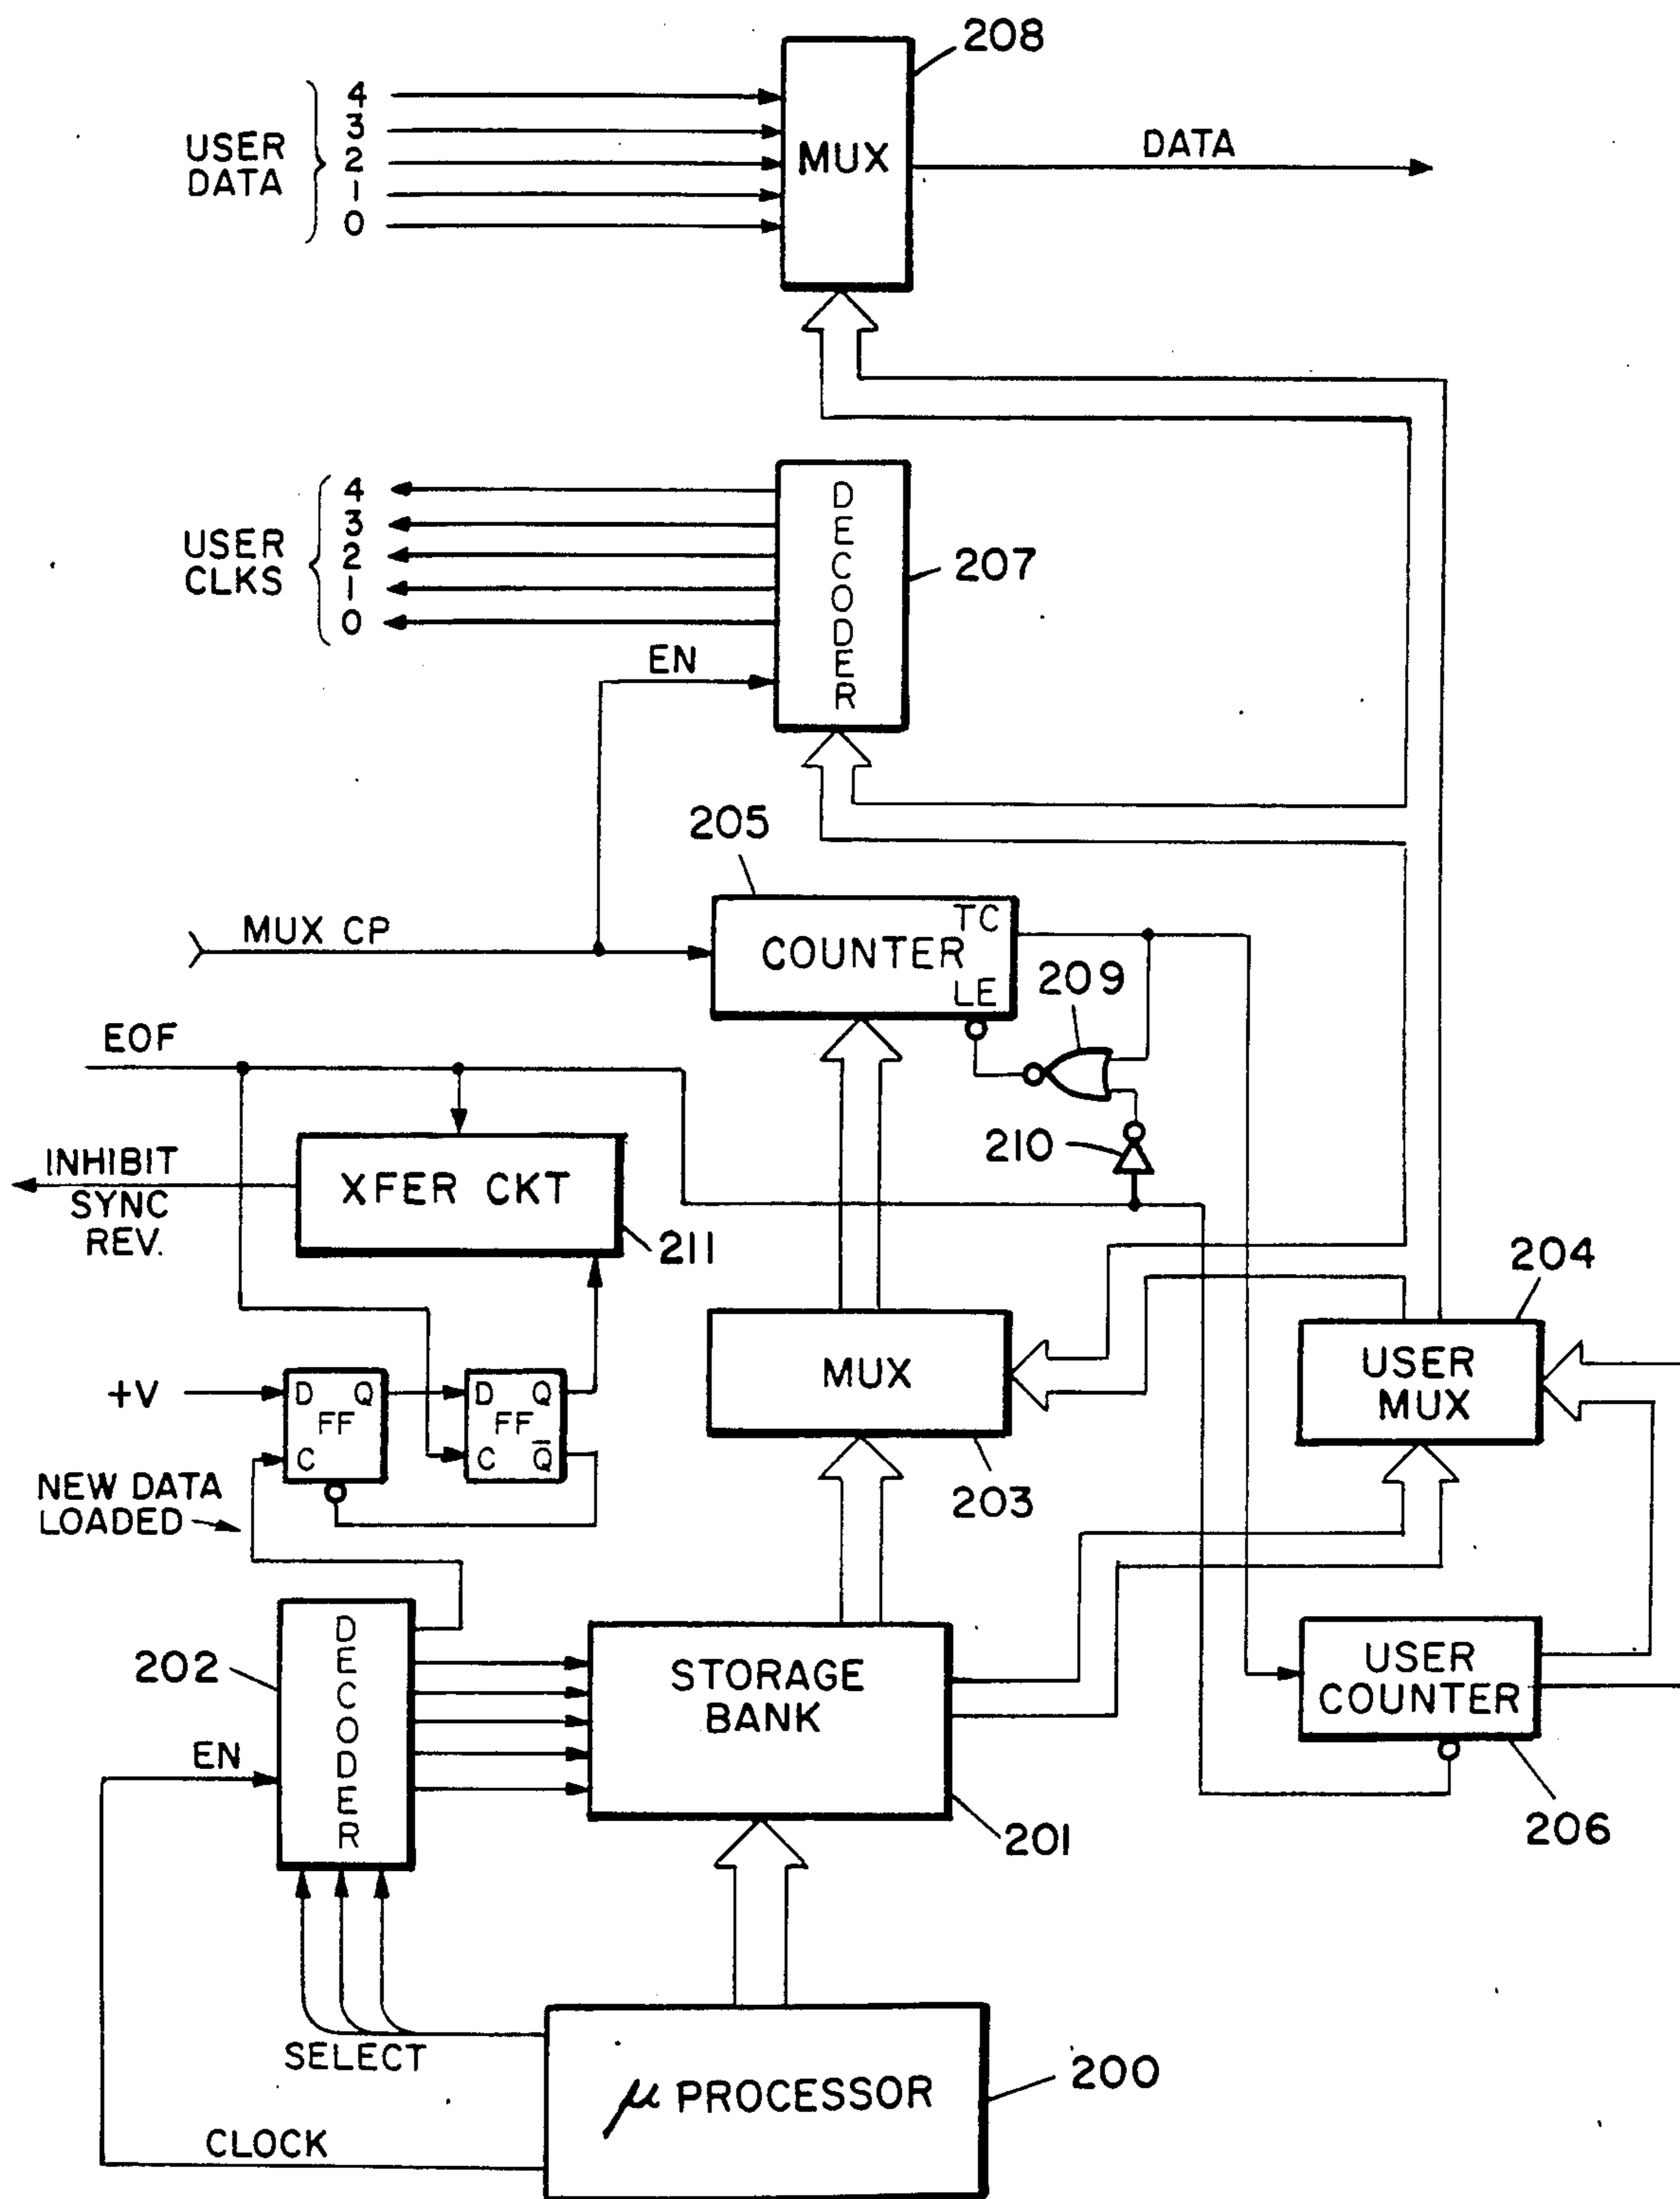 208
4
3
USER
DATA
2
1
0
MUX
DATA
4
3
USER
CLKS
2
1
0
DECODER
207
EN
205
MUX CP
COUNTER
TC
LE
209
EOF
210
INHIBIT
SYNC
REV.
XFER CKT
211
204
MUX
USER
MUX
203
+V
D Q
FF
C
D Q
FF
C Q̅
NEW DATA
LOADED
202
DECODER
STORAGE
BANK
USER
COUNTER
EN
201
206
SELECT
µ PROCESSOR
200
CLOCK